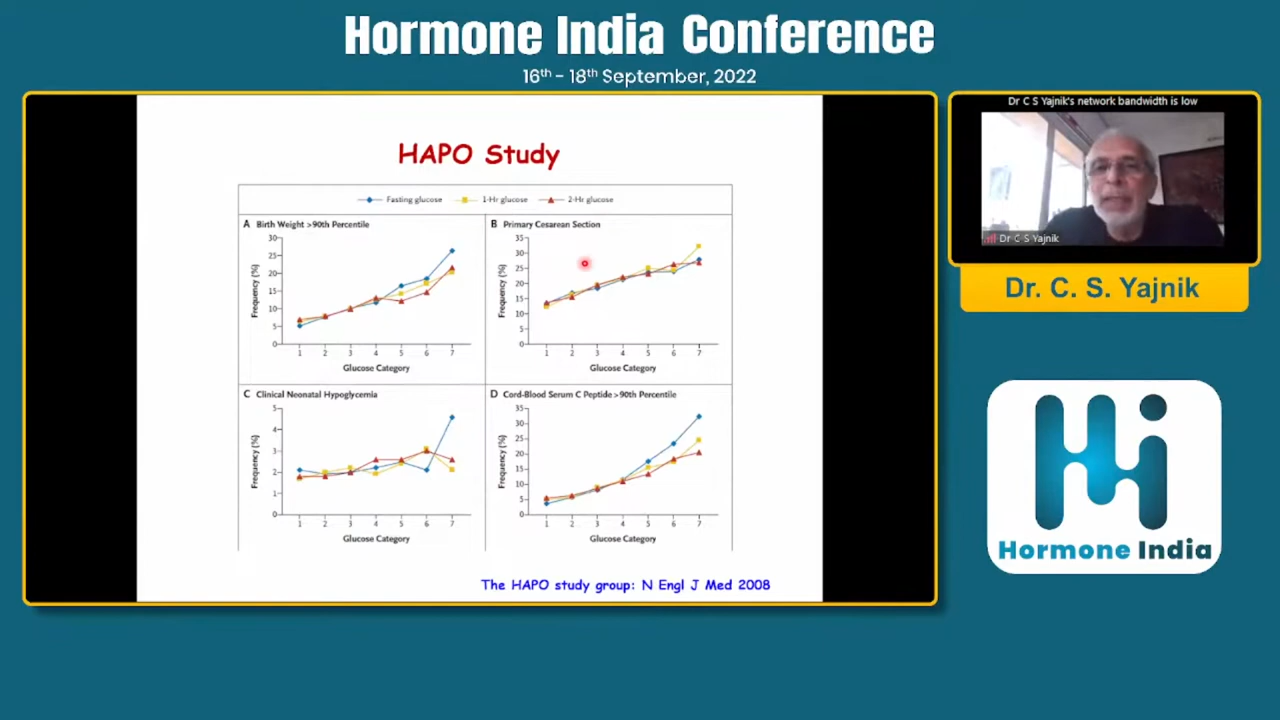 Hormone India Conference
16th - 18th September, 2022
HAPO Study
Fasting glucose 1-Hr glucose 2-Hr glucose
A Birth Weight >90th Percentile
Frequency (%)
30
25
20
15
10
5
0
1 2 3 4 5 6 7
Glucose Category
B Primary Cesarean Section
Frequency (%)
35
30
25
20
15
10
5
0
1 2 3 4 5 6 7
Glucose Category
C Clinical Neonatal Hypoglycemia
Frequency (%)
5
4
3
2
1
0
1 2 3 4 5 6 7
Glucose Category
D Cord-Blood Serum C Peptide >90th Percentile
Frequency (%)
35
30
25
20
15
10
5
0
1 2 3 4 5 6 7
Glucose Category
The HAPO study group: N Engl J Med 2008
Dr C S Yajnik's network bandwidth is low
Dr C S Yajnik
Dr. C. S. Yajnik
Hi
Hormone India